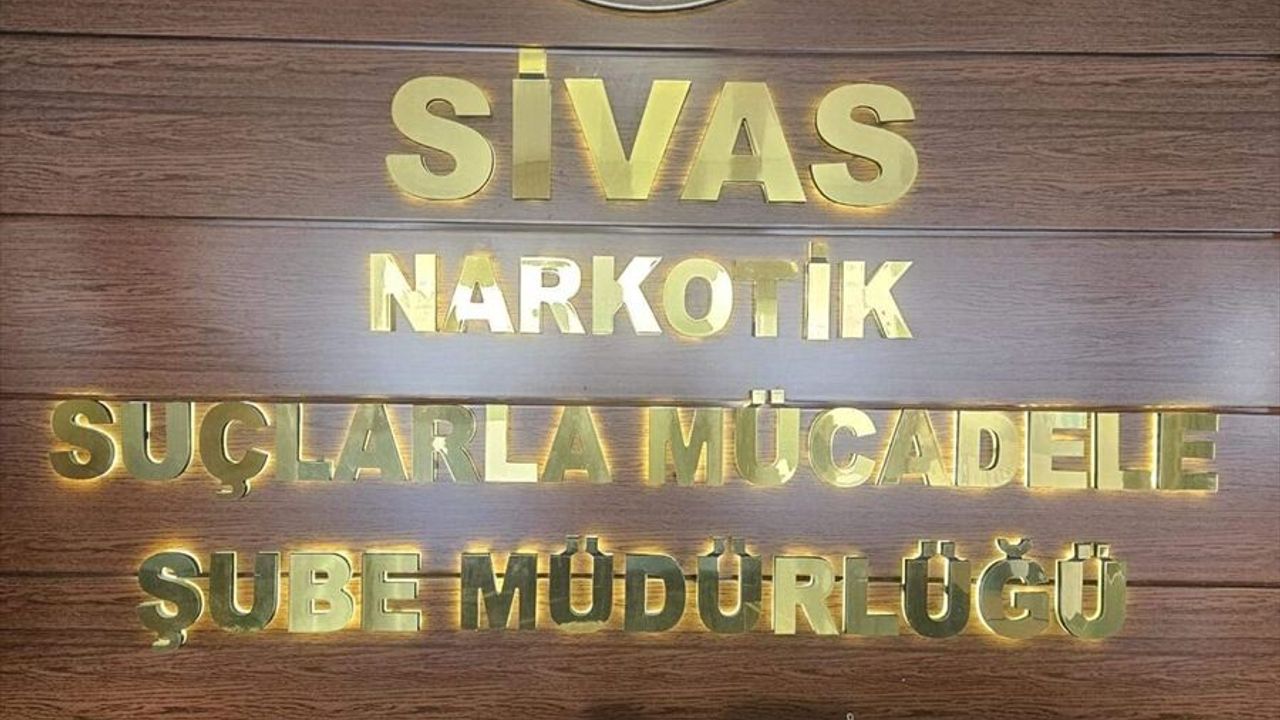 SİVAS
NARKOTİK
SUÇLARLA MÜCADELE
ŞUBE MÜDÜRLÜĞÜ